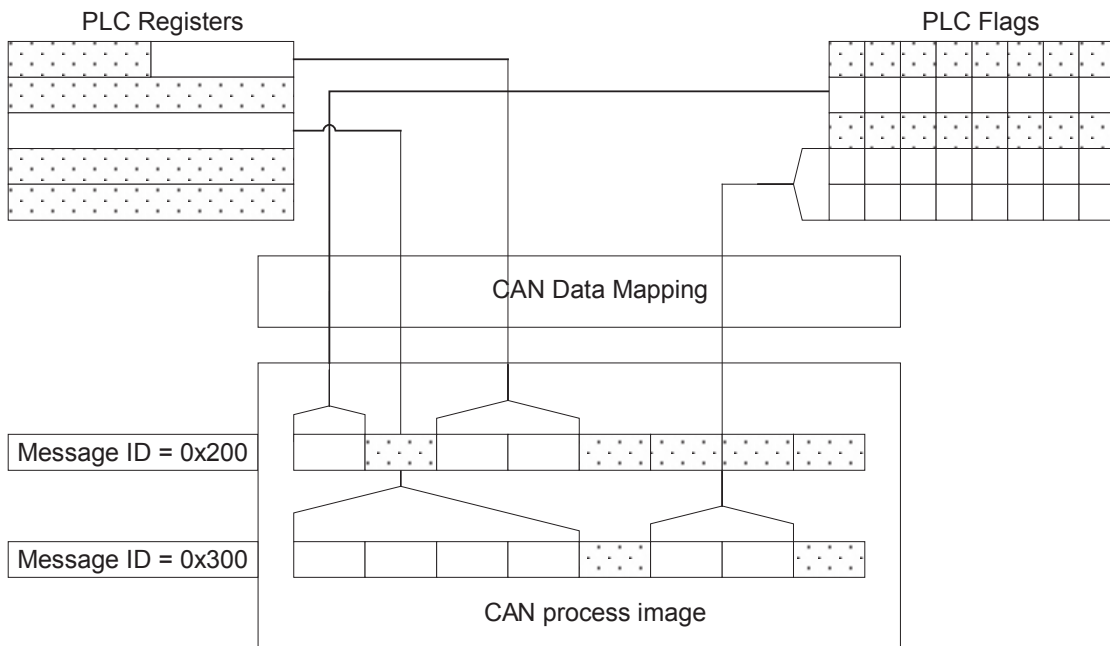 PLC Registers
PLC Flags
CAN Data Mapping
Message ID = 0x200
Message ID = 0x300
CAN process image